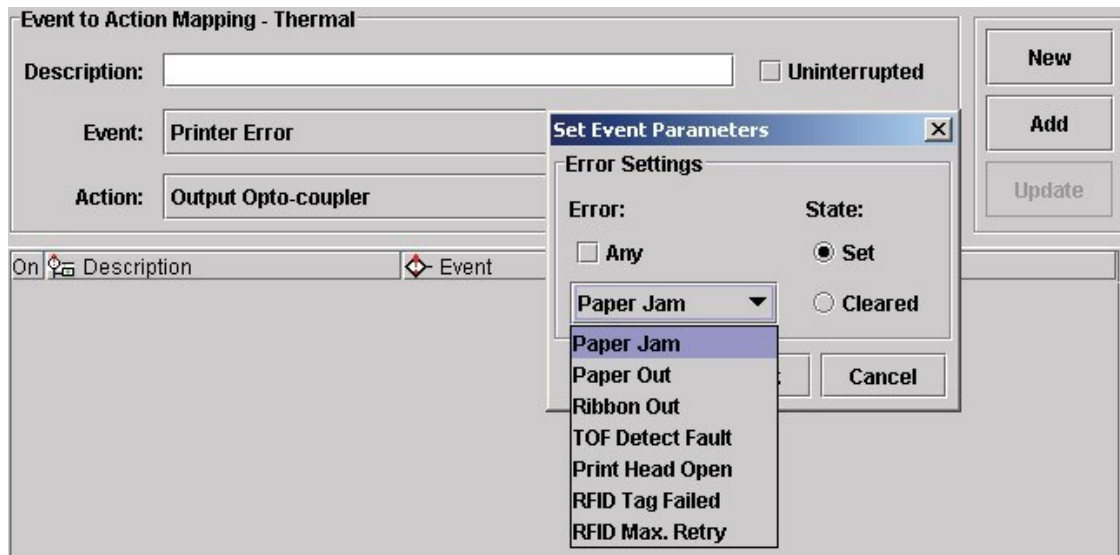 Event to Action Mapping - Thermal
Description:
Uninterrupted
Event: Printer Error
Action: Output Opto-coupler
New
Add
Update
Set Event Parameters
Error Settings
Error: State:
Any Set
Paper Jam Cleared
Paper Jam
Paper Out
Ribbon Out
TOF Detect Fault
Print Head Open
RFID Tag Failed
RFID Max. Retry
Cancel
On Description Event